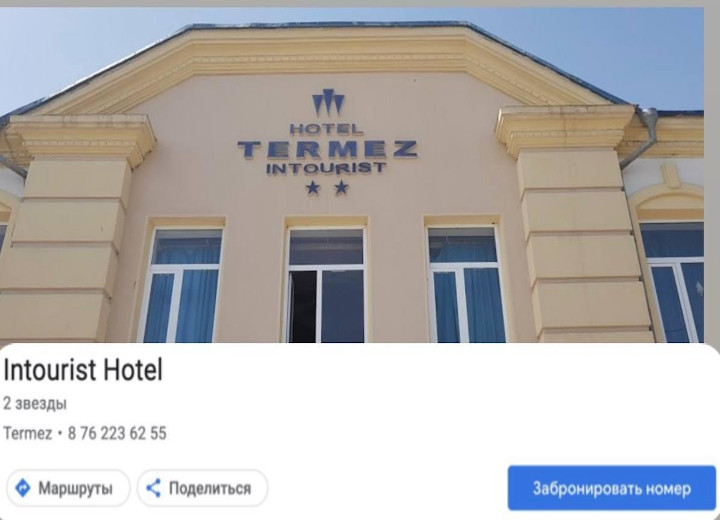 HOTEL
TERMEZ
INTOURIST
Intourist Hotel
2 звезды
Termez • 8 76 223 62 55
Маршруты Поделиться Забронировать номер